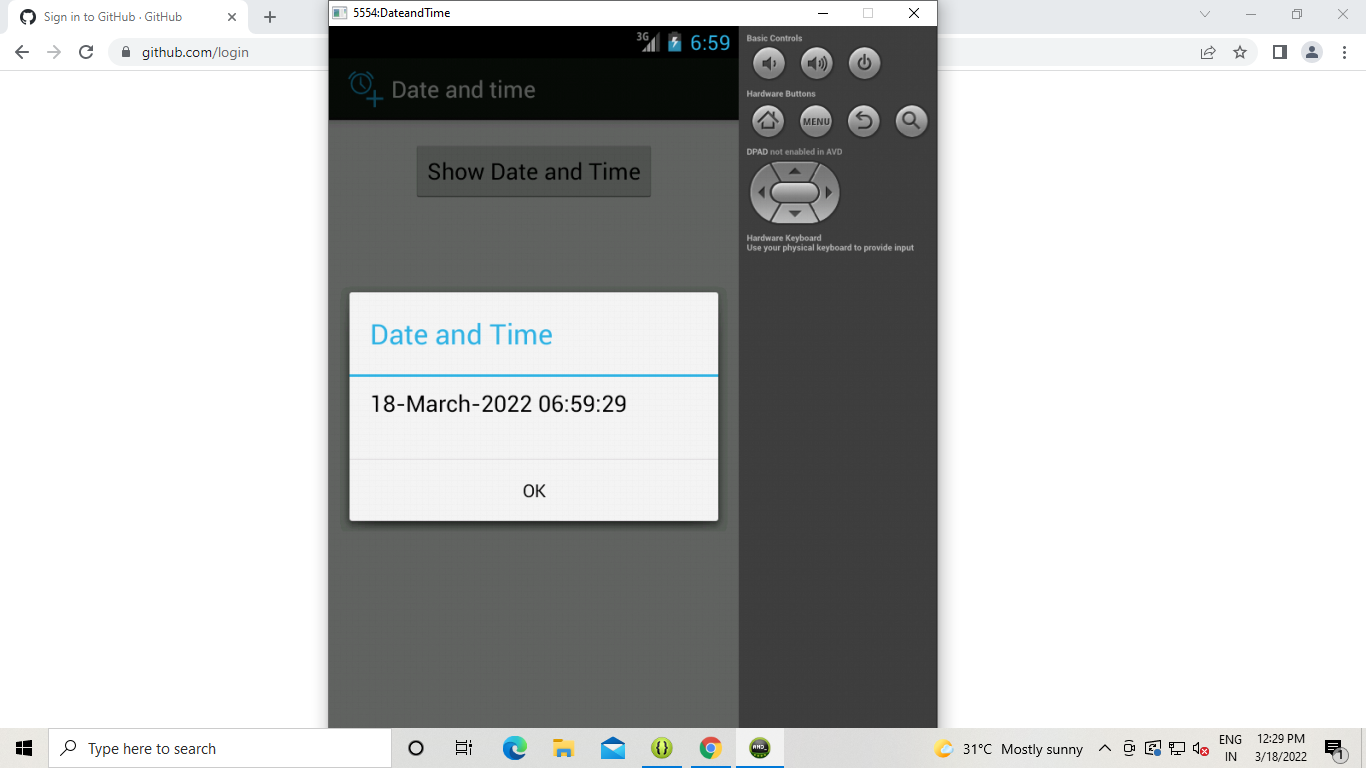 Sign in to GitHub · GitHub
github.com/login
5554:DateandTime
3G 6:59
Date and time
Show Date and Time
Date and Time
18-March-2022 06:59:29
OK
Basic Controls
Hardware Buttons
MENU
DPAD not enabled in AVD
Hardware Keyboard
Use your physical keyboard to provide input
Type here to search
{}
AND_
31°C Mostly sunny
ENG
IN
12:29 PM
3/18/2022
1